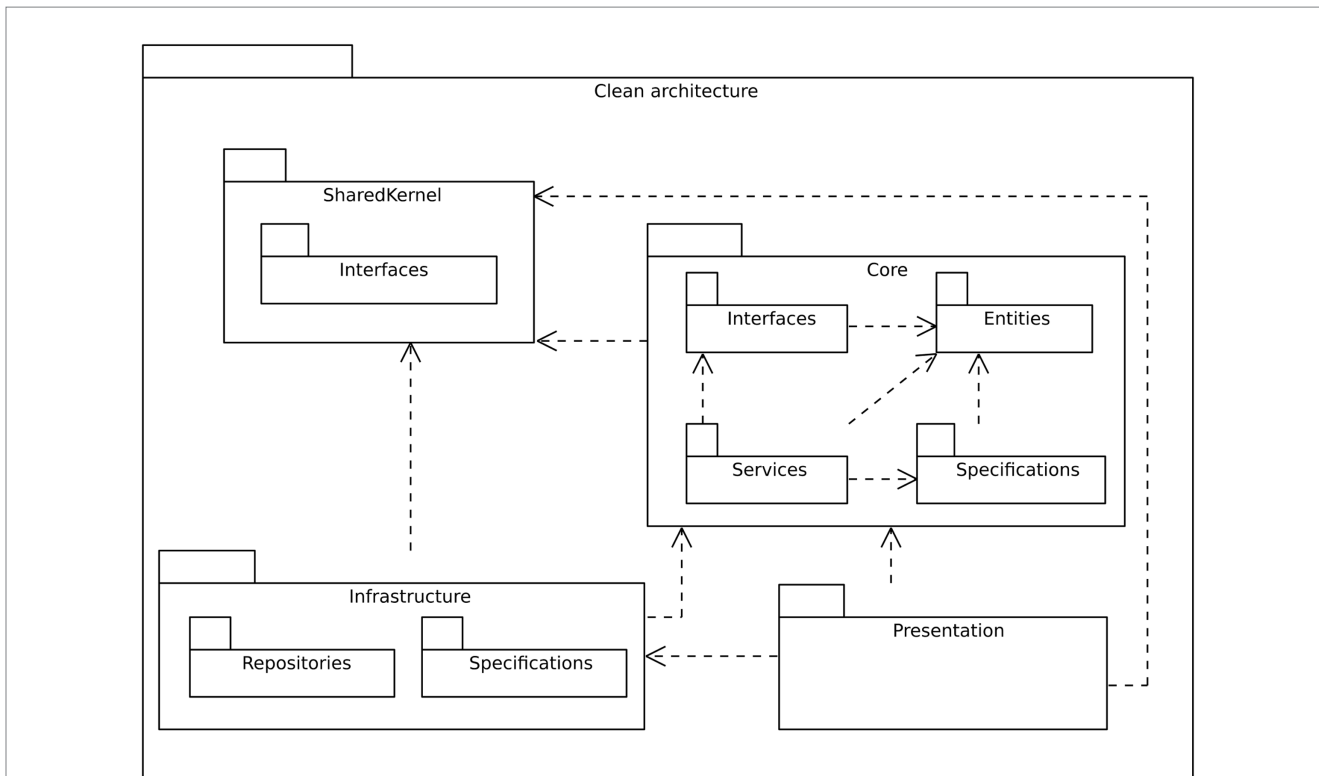 Clean architecture
SharedKernel
Interfaces
Core
Interfaces
Entities
Services
Specifications
Infrastructure
Repositories
Specifications
Presentation